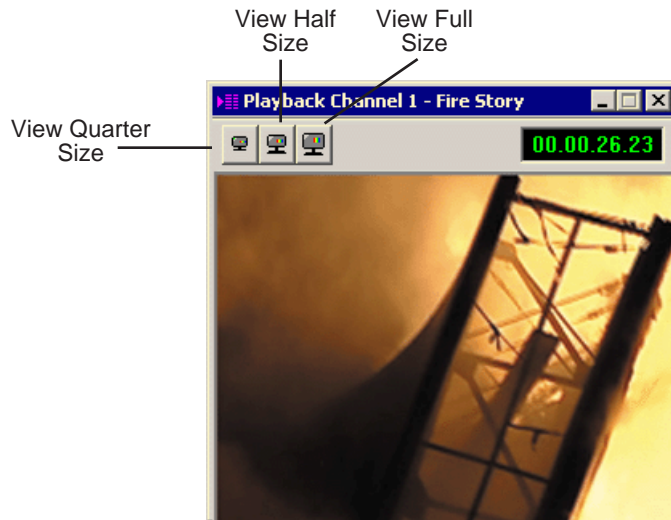 View Half
Size
View Full
Size
View Quarter
Size
Playback Channel 1 - Fire Story
00.00.26.23